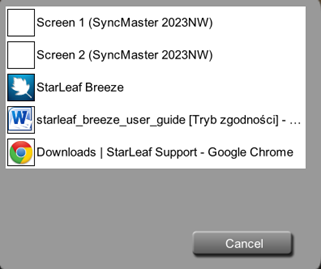 Screen 1 (SyncMaster 2023NW)
Screen 2 (SyncMaster 2023NW)
StarLeaf Breeze
starleaf_breeze_user_guide [Tryb zgodności] - ...
Downloads | StarLeaf Support - Google Chrome
Cancel